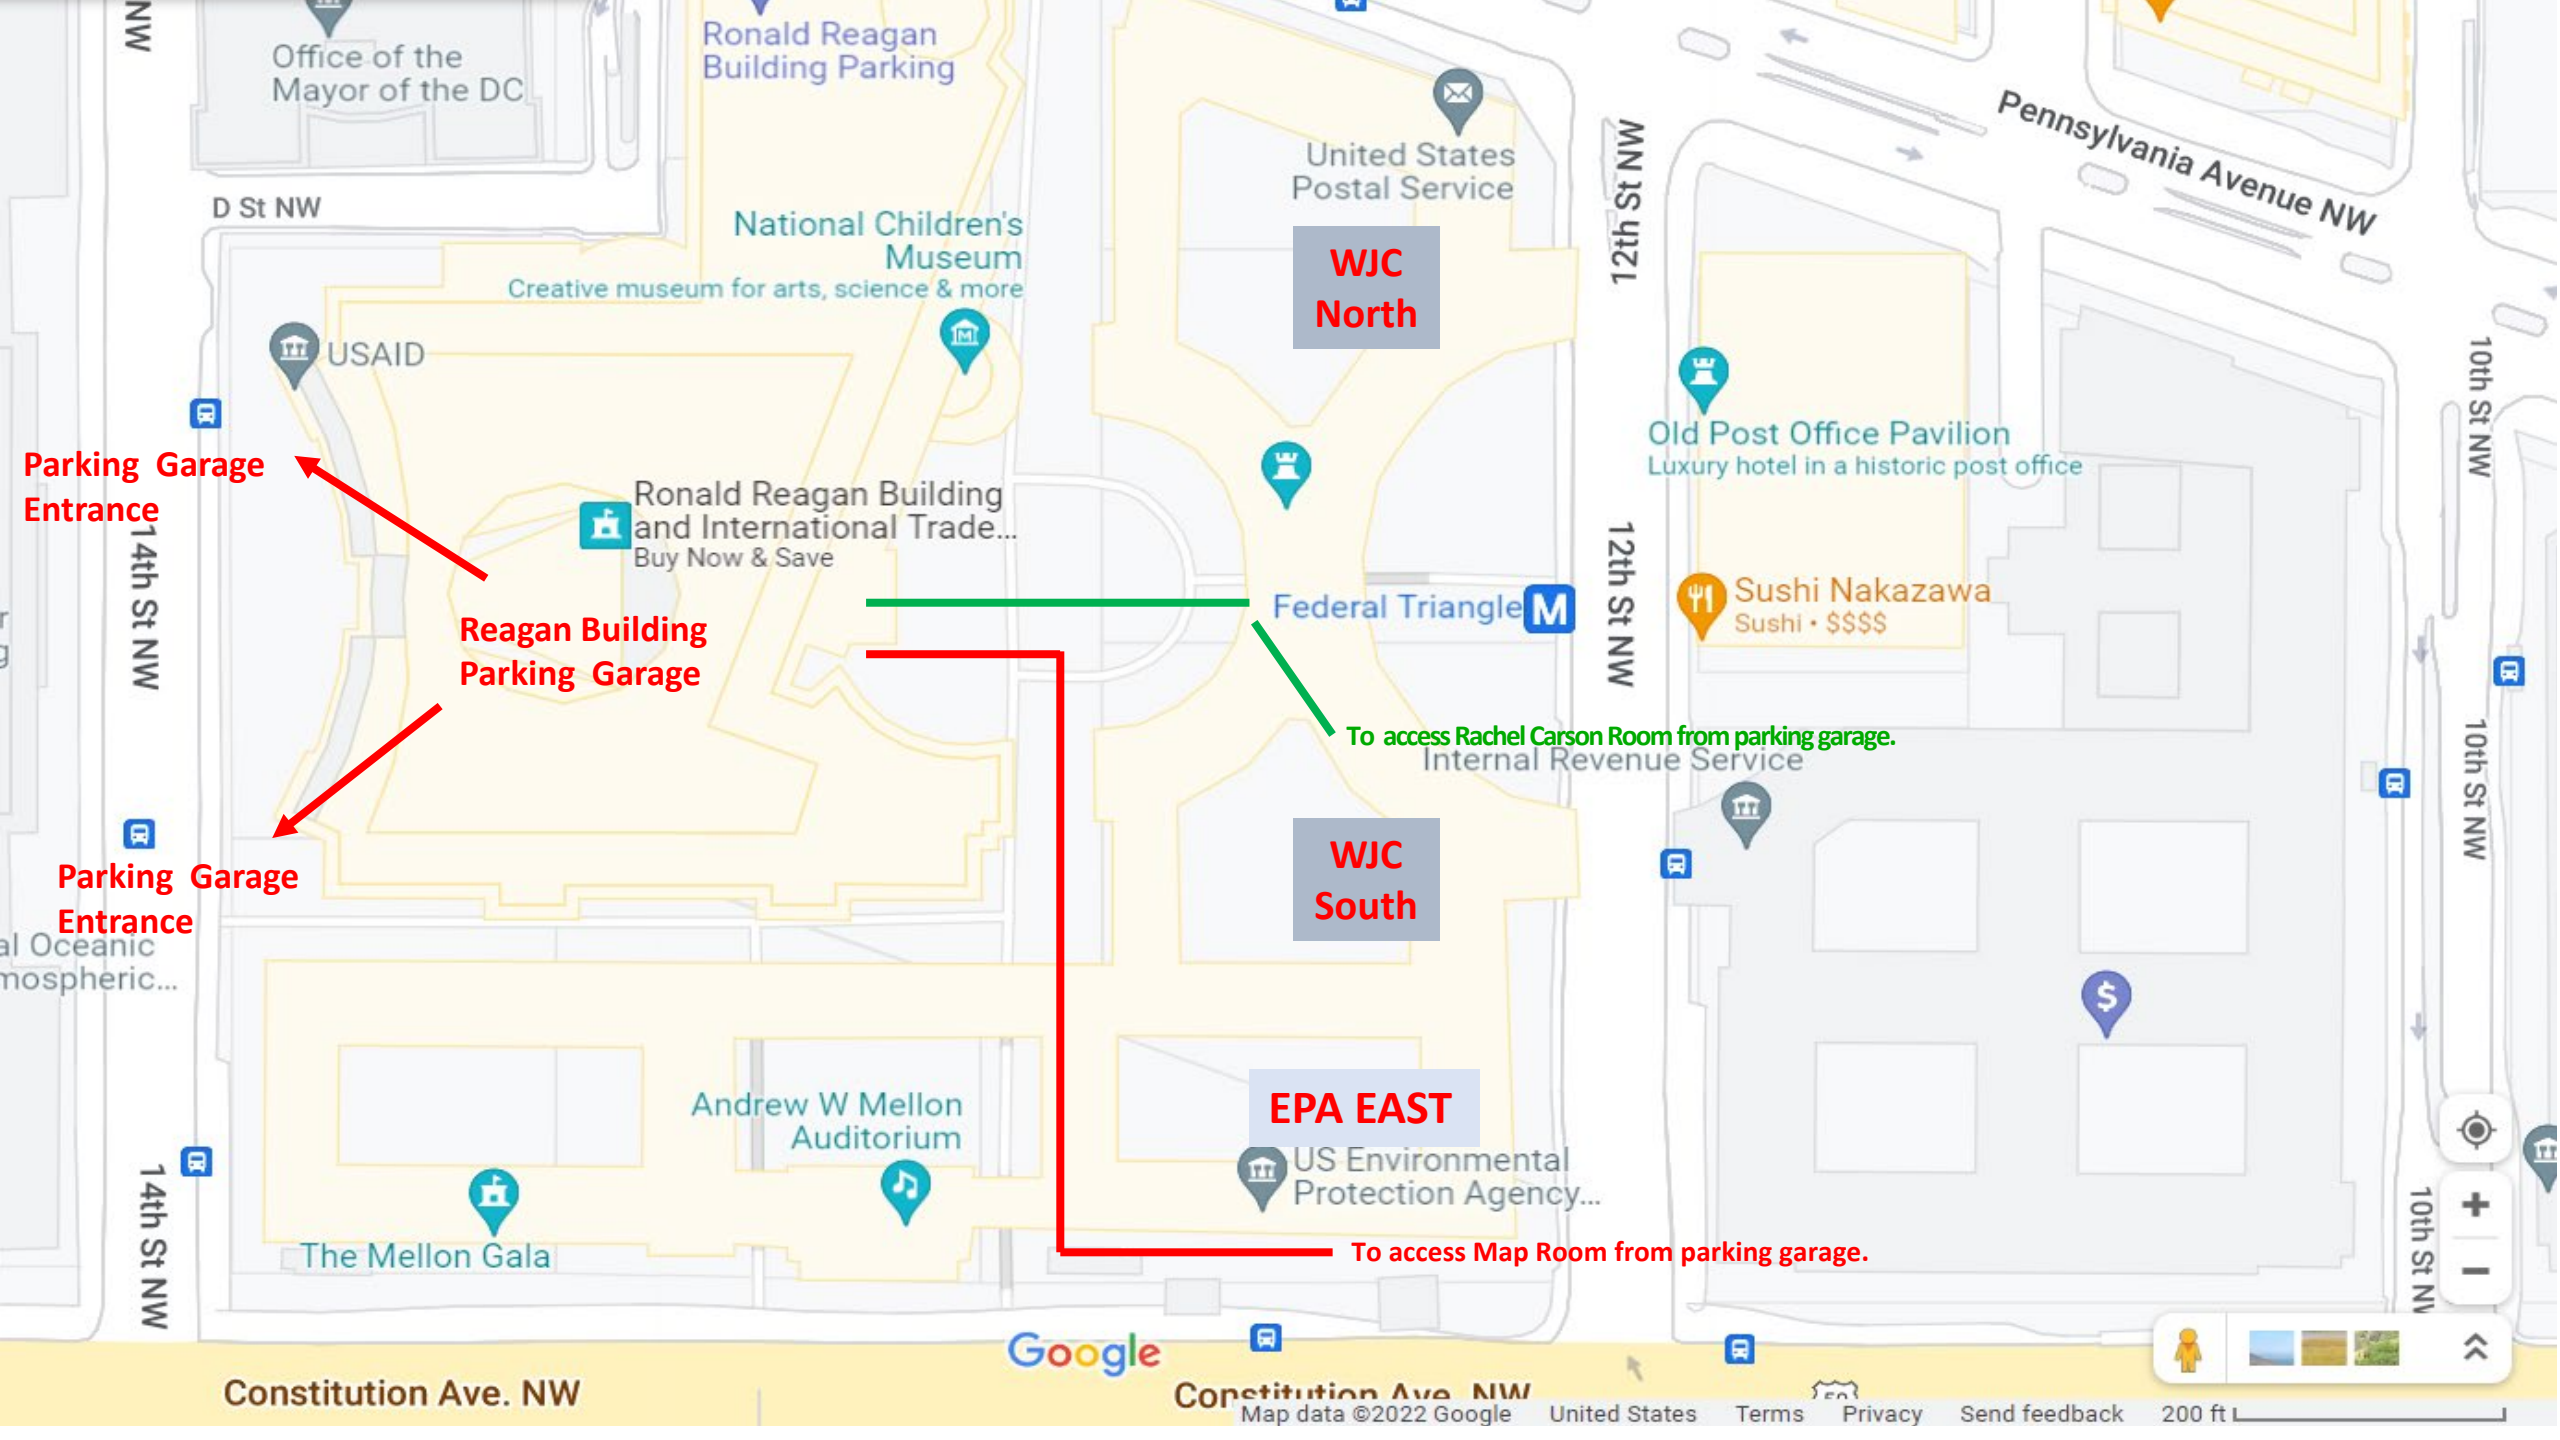 NW
Office of the
Mayor of the DC
Ronald Reagan
Building Parking
United States
Postal Service
Pennsylvania Avenue NW
12th St NW
D St NW
National Children's
Museum
Creative museum for arts, science & more
WJC
North
USAID
10th St NW
Old Post Office Pavilion
Luxury hotel in a historic post office
Parking Garage
Entrance
Ronald Reagan Building
and International Trade...
Buy Now & Save
14th St NW
Reagan Building
Parking Garage
Federal Triangle
M
12th St NW
Sushi Nakazawa
Sushi • $$$$
To access Rachel Carson Room from parking garage.
Internal Revenue Service
10th St NW
WJC
South
Parking Garage
Entrance
al Oceanic
mospheric...
$
EPA EAST
Andrew W Mellon
Auditorium
US Environmental
Protection Agency...
14th St NW
The Mellon Gala
To access Map Room from parking garage.
10th St NW
Google
Constitution Ave. NW
Constitution Ave. NW
50
Map data ©2022 Google United States Terms Privacy Send feedback 200 ft